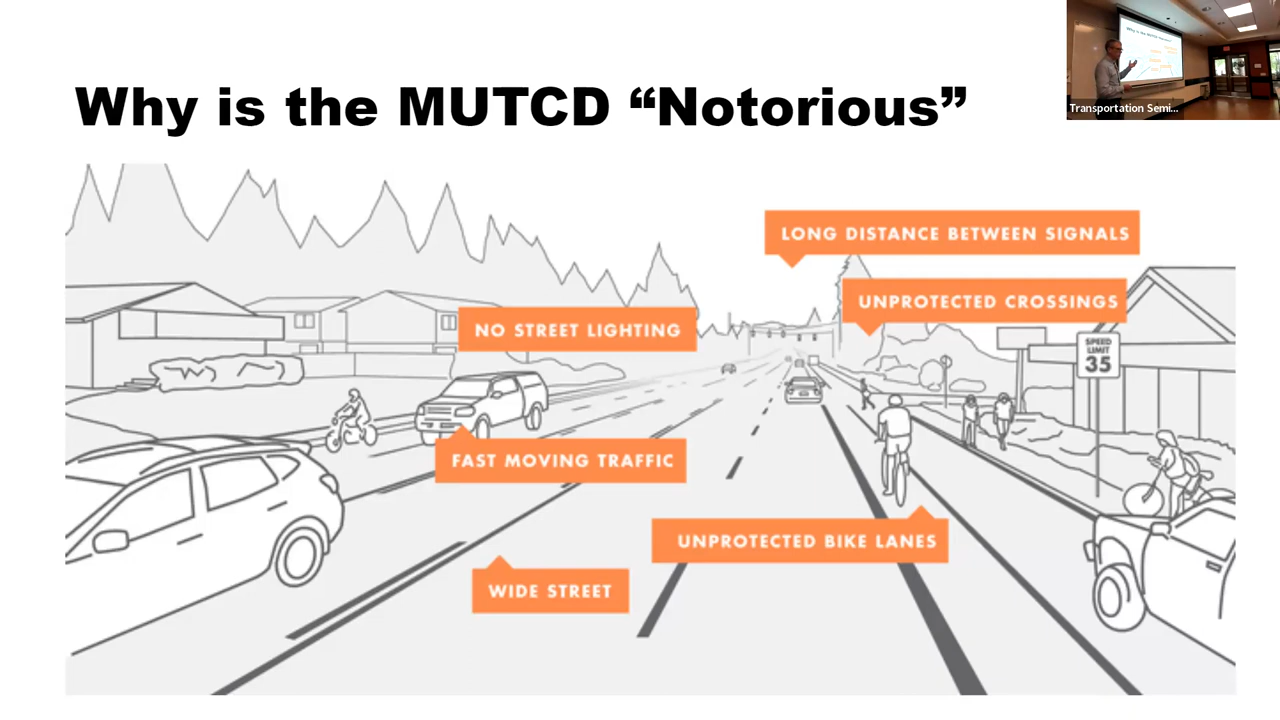 Why is the MUTCD “Notorious”
Transportation Semi...
LONG DISTANCE BETWEEN SIGNALS
UNPROTECTED CROSSINGS
NO STREET LIGHTING
SPEED
LIMIT
35
FAST MOVING TRAFFIC
UNPROTECTED BIKE LANES
WIDE STREET